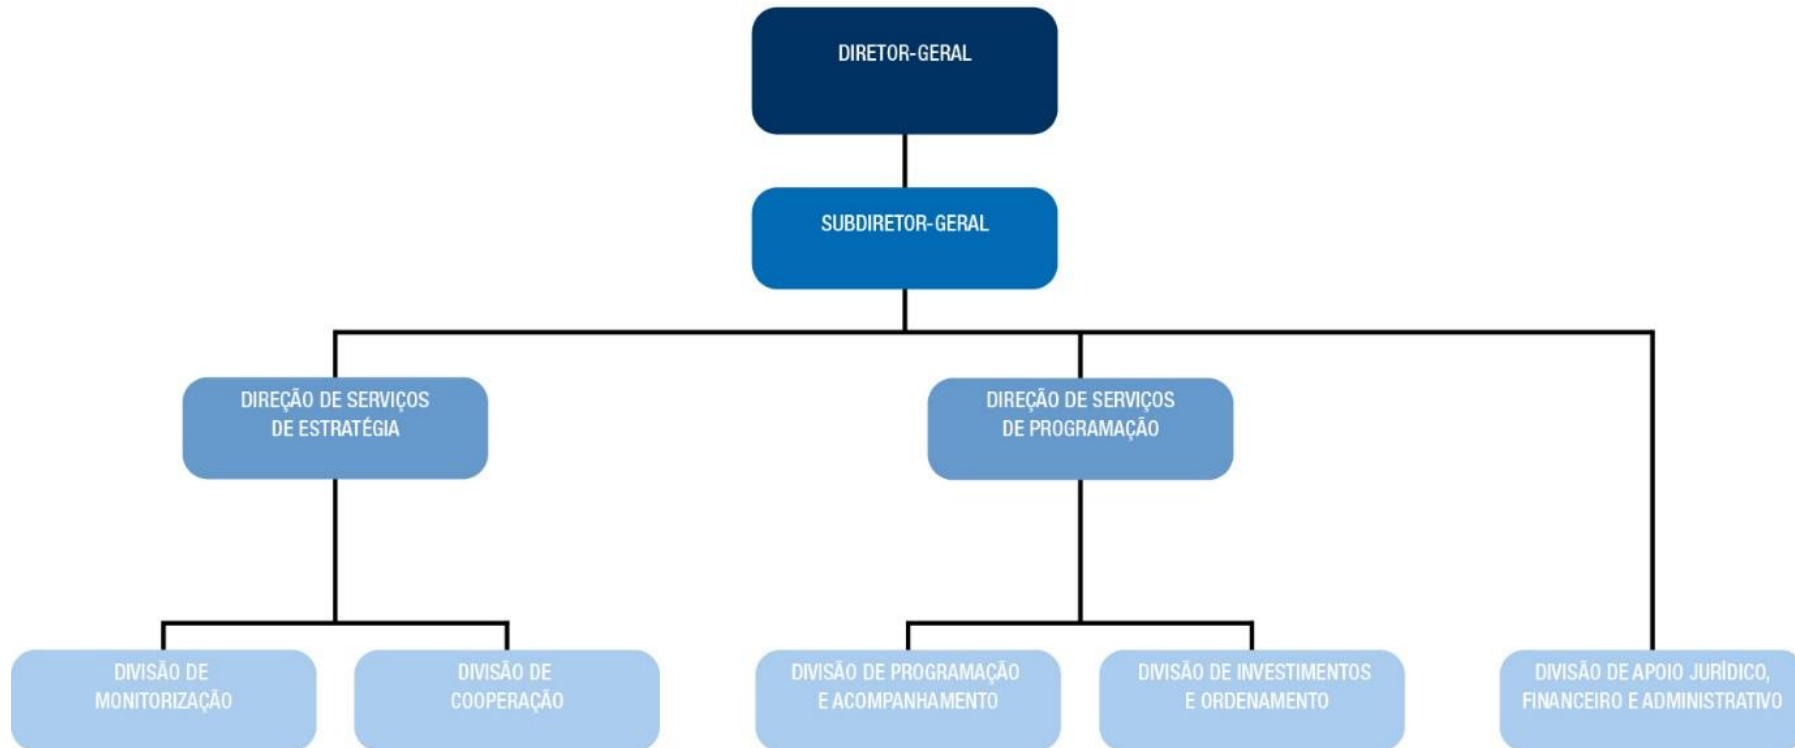 DIRETOR-GERAL
SUBDIRETOR-GERAL
DIREÇÃO DE SERVIÇOS
DE ESTRATÉGIA
DIREÇÃO DE SERVIÇOS
DE PROGRAMAÇÃO
DIVISÃO DE
MONITORIZAÇÃO
DIVISÃO DE
COOPERAÇÃO
DIVISÃO DE PROGRAMAÇÃO
E ACOMPANHAMENTO
DIVISÃO DE INVESTIMENTOS
E ORDENAMENTO
DIVISÃO DE APOIO JURÍDICO,
FINANCEIRO E ADMINISTRATIVO